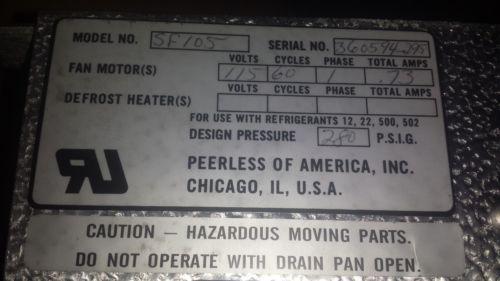 MODEL NO. SF105 SERIAL NO. 360594-295
VOLTS CYCLES PHASE TOTAL AMPS
FAN MOTOR(S) 115 60 1 .73
VOLTS CYCLES PHASE TOTAL AMPS
DEFROST HEATER(S)
FOR USE WITH REFRIGERANTS 12, 22, 500, 502
DESIGN PRESSURE 280 P.S.I.G.
PEERLESS OF AMERICA, INC.
CHICAGO, IL, U.S.A.
CAUTION — HAZARDOUS MOVING PARTS.
DO NOT OPERATE WITH DRAIN PAN OPEN.